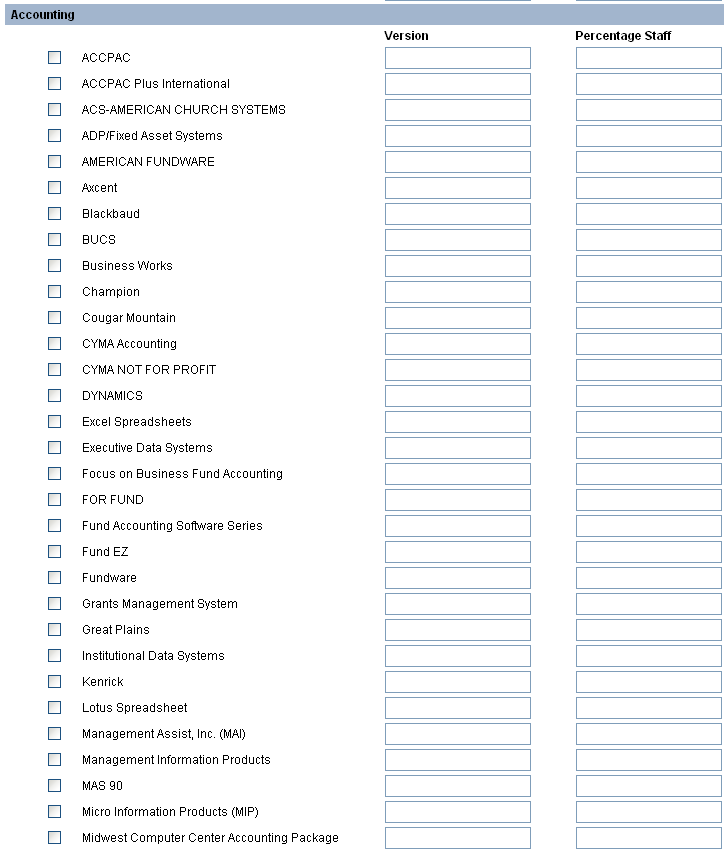 Accounting
Version Percentage Staff
ACCPAC
ACCPAC Plus International
ACS-AMERICAN CHURCH SYSTEMS
ADP/Fixed Asset Systems
AMERICAN FUNDWARE
Axcent
Blackbaud
BUCS
Business Works
Champion
Cougar Mountain
CYMA Accounting
CYMA NOT FOR PROFIT
DYNAMICS
Excel Spreadsheets
Executive Data Systems
Focus on Business Fund Accounting
FOR FUND
Fund Accounting Software Series
Fund EZ
Fundware
Grants Management System
Great Plains
Institutional Data Systems
Kenrick
Lotus Spreadsheet
Management Assist, Inc. (MAI)
Management Information Products
MAS 90
Micro Information Products (MIP)
Midwest Computer Center Accounting Package